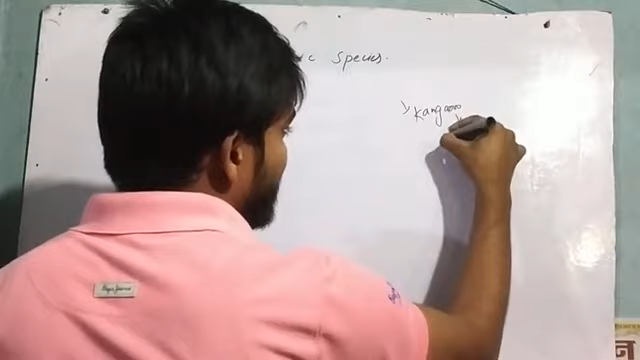 c Species.
Kangaroo
न